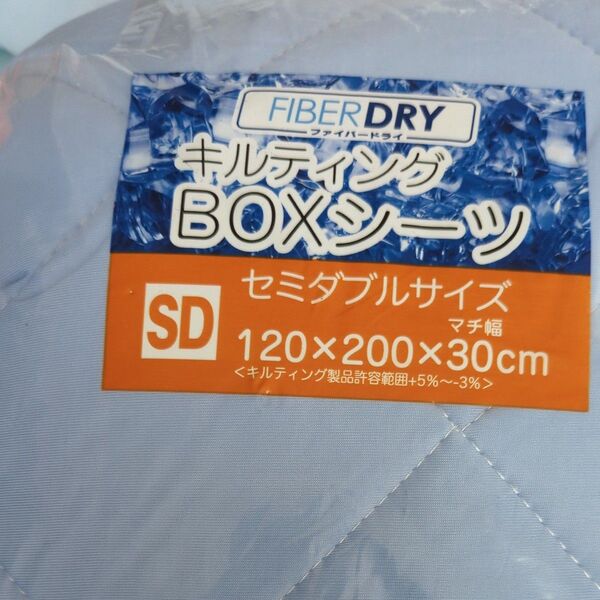 FIBERDRY
ファイバードライ
キルティング
BOXシーツ
SD
セミダブルサイズ
マチ幅
120×200×30cm
<キルティング製品許容範囲+5%~-3%>